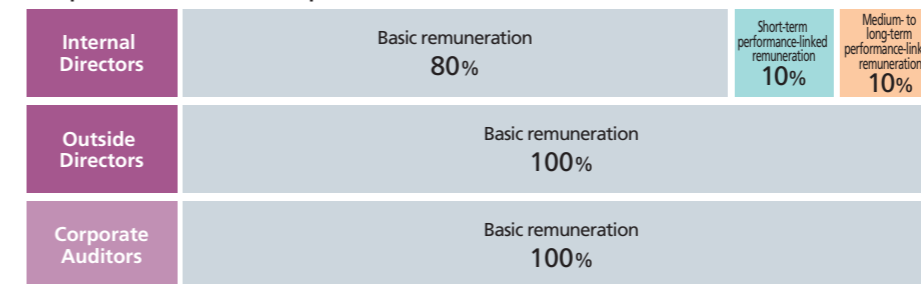 Internal
Directors
Basic remuneration
80%
Short-term
performance-linked
remuneration
10%
Medium- to
long-term
remuneration
10%
Outside
Directors
Basic remuneration
100%
Corporate
Auditors
Basic remuneration
100%